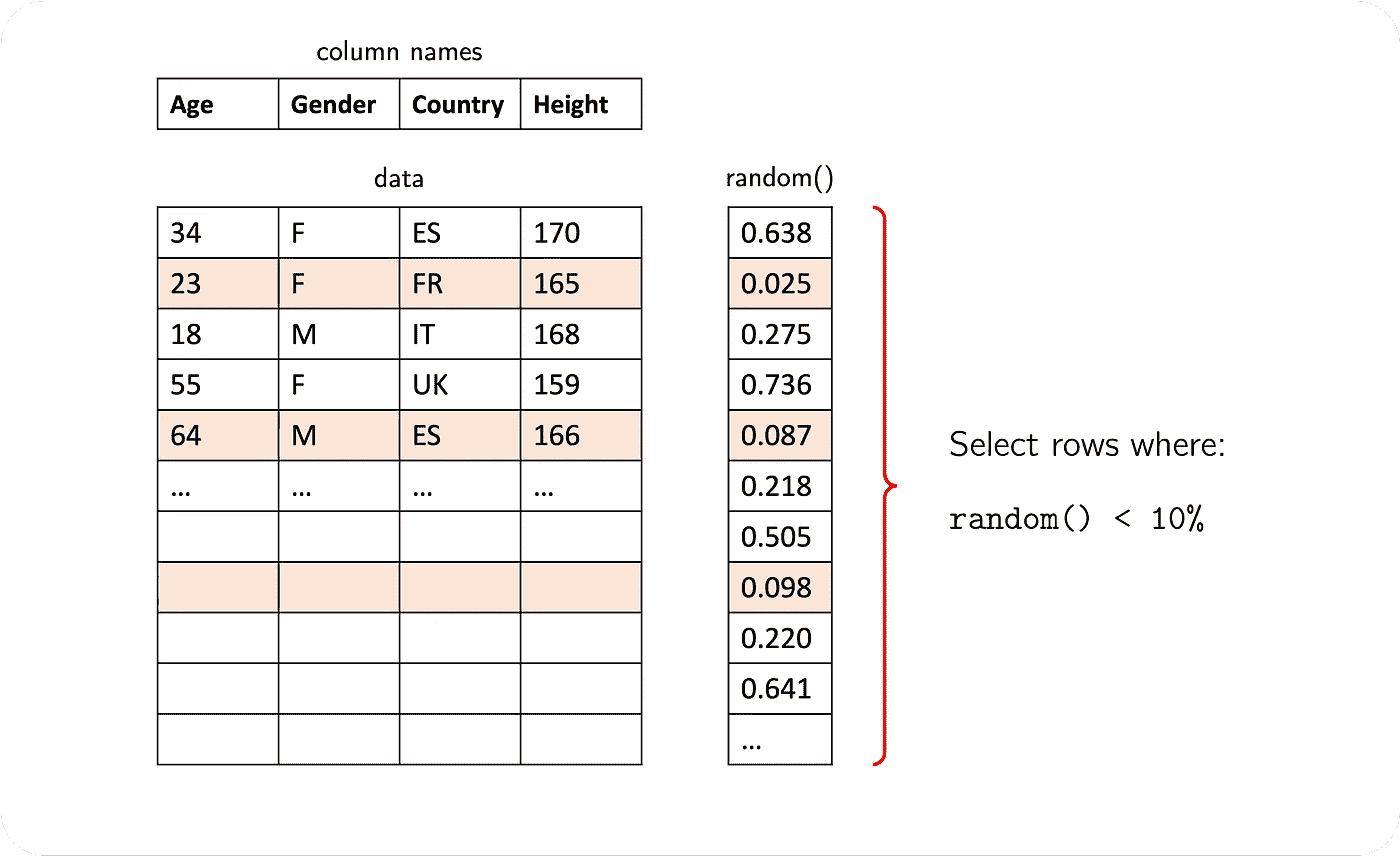 column names
Age Gender Country Height
data random()
34 F ES 170 0.638
23 F FR 165 0.025
18 M IT 168 0.275
55 F UK 159 0.736
64 M ES 166 0.087
... ... ... ... 0.218
0.505
0.098
0.220
0.641
...
Select rows where:
random() < 10%